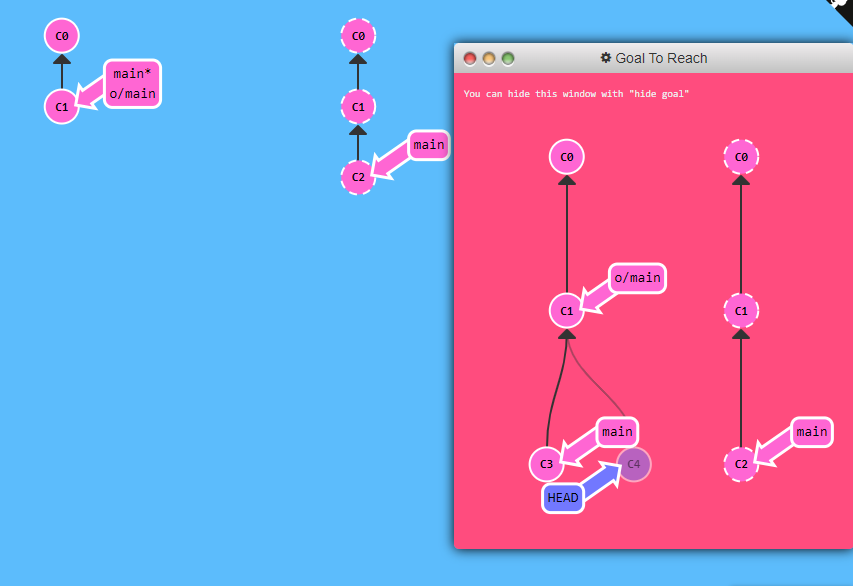 C0
main*
o/main
C1
C0
C1
main
C2
Goal To Reach
You can hide this window with "hide goal"
C0
C0
o/main
C1
C1
main
main
C3
C4
C2
HEAD